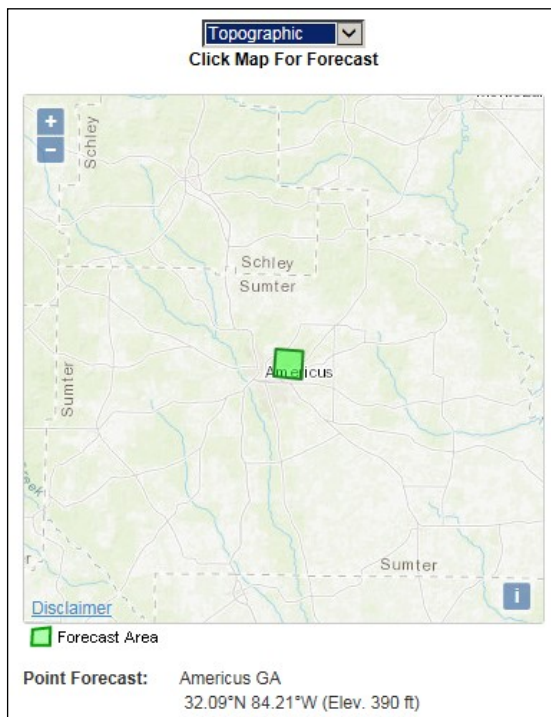 Topographic
Click Map For Forecast
+
−
Schley
Schley
Sumter
Americus
Sumter
Creek
Sumter
i
Disclaimer
Forecast Area
Point Forecast: Americus GA
32.09°N 84.21°W (Elev. 390 ft)